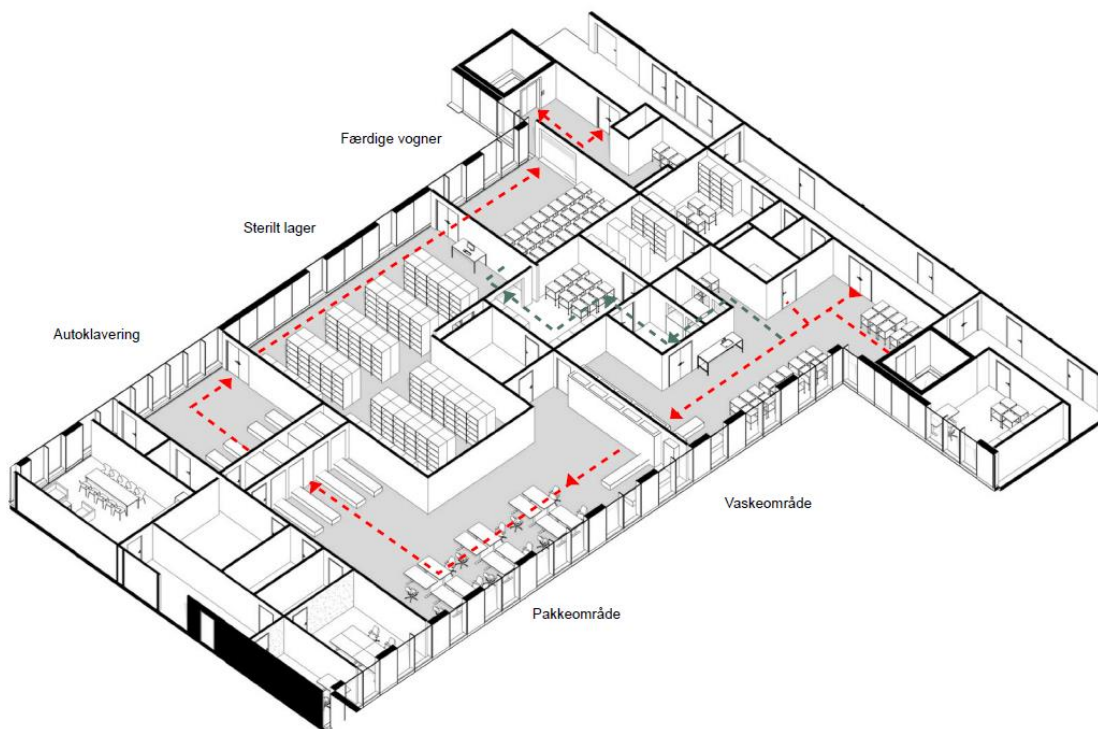 Færdige vogner
Sterilt lager
Autoklavering
Vaskeområde
Pakkeområde